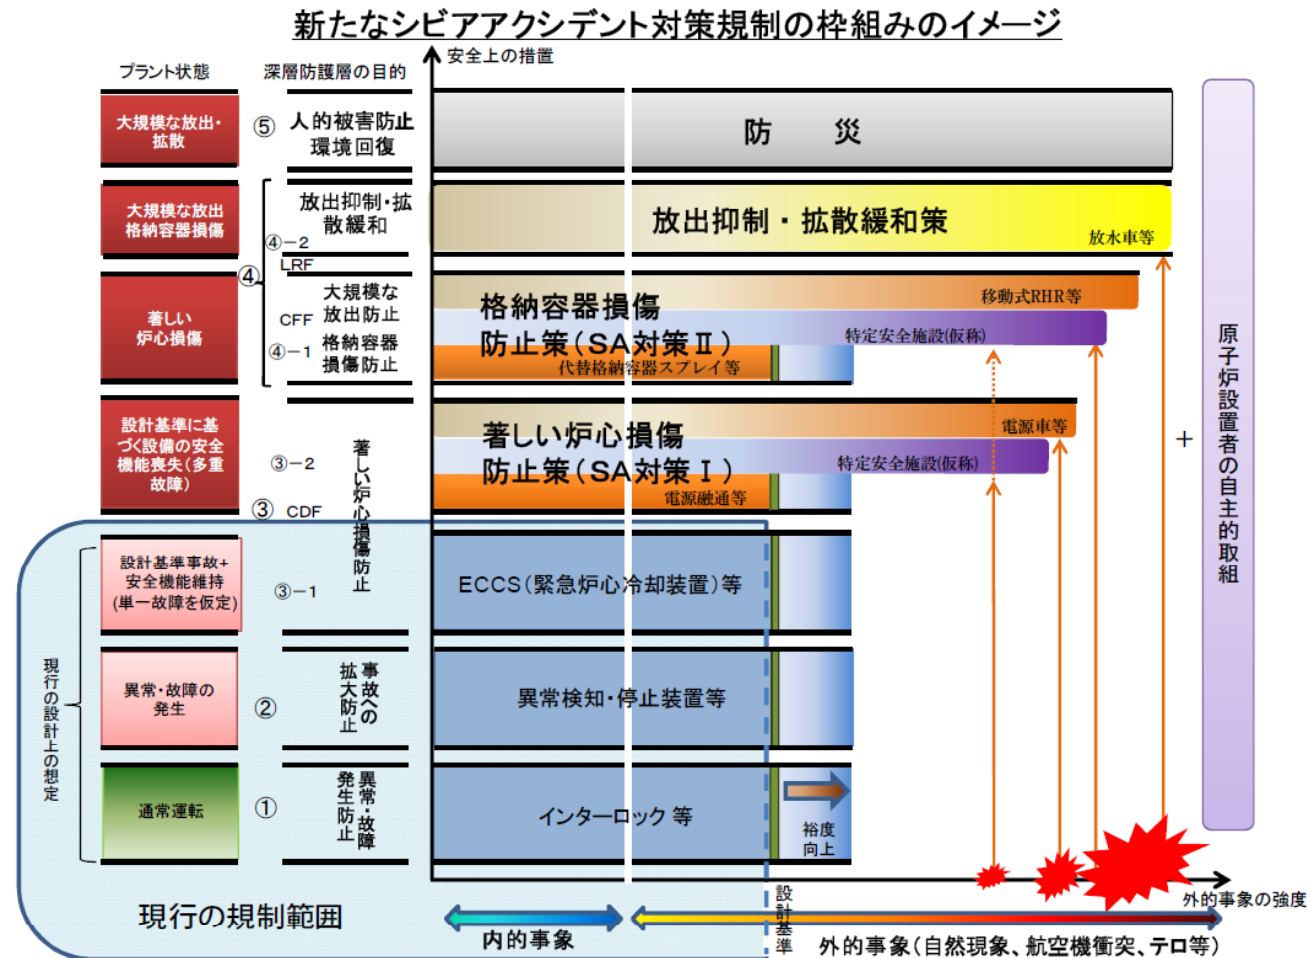 新たなシビアアクシデント対策規制の枠組みのイメージ
プラント状態
深層防護層の目的
安全上の措置
大規模な放出・
拡散
⑤
人的被害防止
環境回復
防　災
大規模な放出
格納容器損傷
④
④-2
LRF
放出抑制・拡
散緩和
放出抑制・拡散緩和策
放水車等
著しい
炉心損傷
CFF
④-1
大規模な
放出防止
格納容器
損傷防止
格納容器損傷
防止策(SA対策Ⅱ)
移動式RHR等
特定安全施設(仮称)
代替格納容器スプレイ等
設計基準に基
づく設備の安全
機能喪失(多重
故障)
③-2
③
CDF
著しい炉心損傷防止
著しい炉心損傷
防止策(SA対策Ⅰ)
電源車等
特定安全施設(仮称)
電源融通等
設計基準事故+
安全機能維持
(単一故障を仮定)
③-1
ECCS(緊急炉心冷却装置)等
現行の設計上の想定
異常・故障の
発生
②
事故への
拡大防止
異常検知・停止装置等
通常運転
①
異常・故障
発生防止
インターロック等
裕度
向上
+
原子炉設置者の自主的取組
現行の規制範囲
設計基準
外的事象の強度
内的事象
外的事象(自然現象、航空機衝突、テロ等)